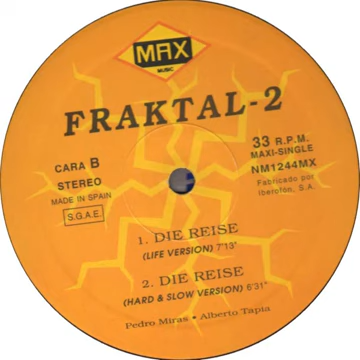 MAX
MUSIC
FRAKTAL-2
CARA B
STEREO
MADE IN SPAIN
S.G.A.E.
33 R.P.M.
MAXI-SINGLE
NM1244MX
Fabricado por
Iberofón, S.A.
1. DIE REISE
(LIFE VERSION) 7'13'
2. DIE REISE
(HARD & SLOW VERSION) 6'31"
Pedro Miras • Alberto Tapia